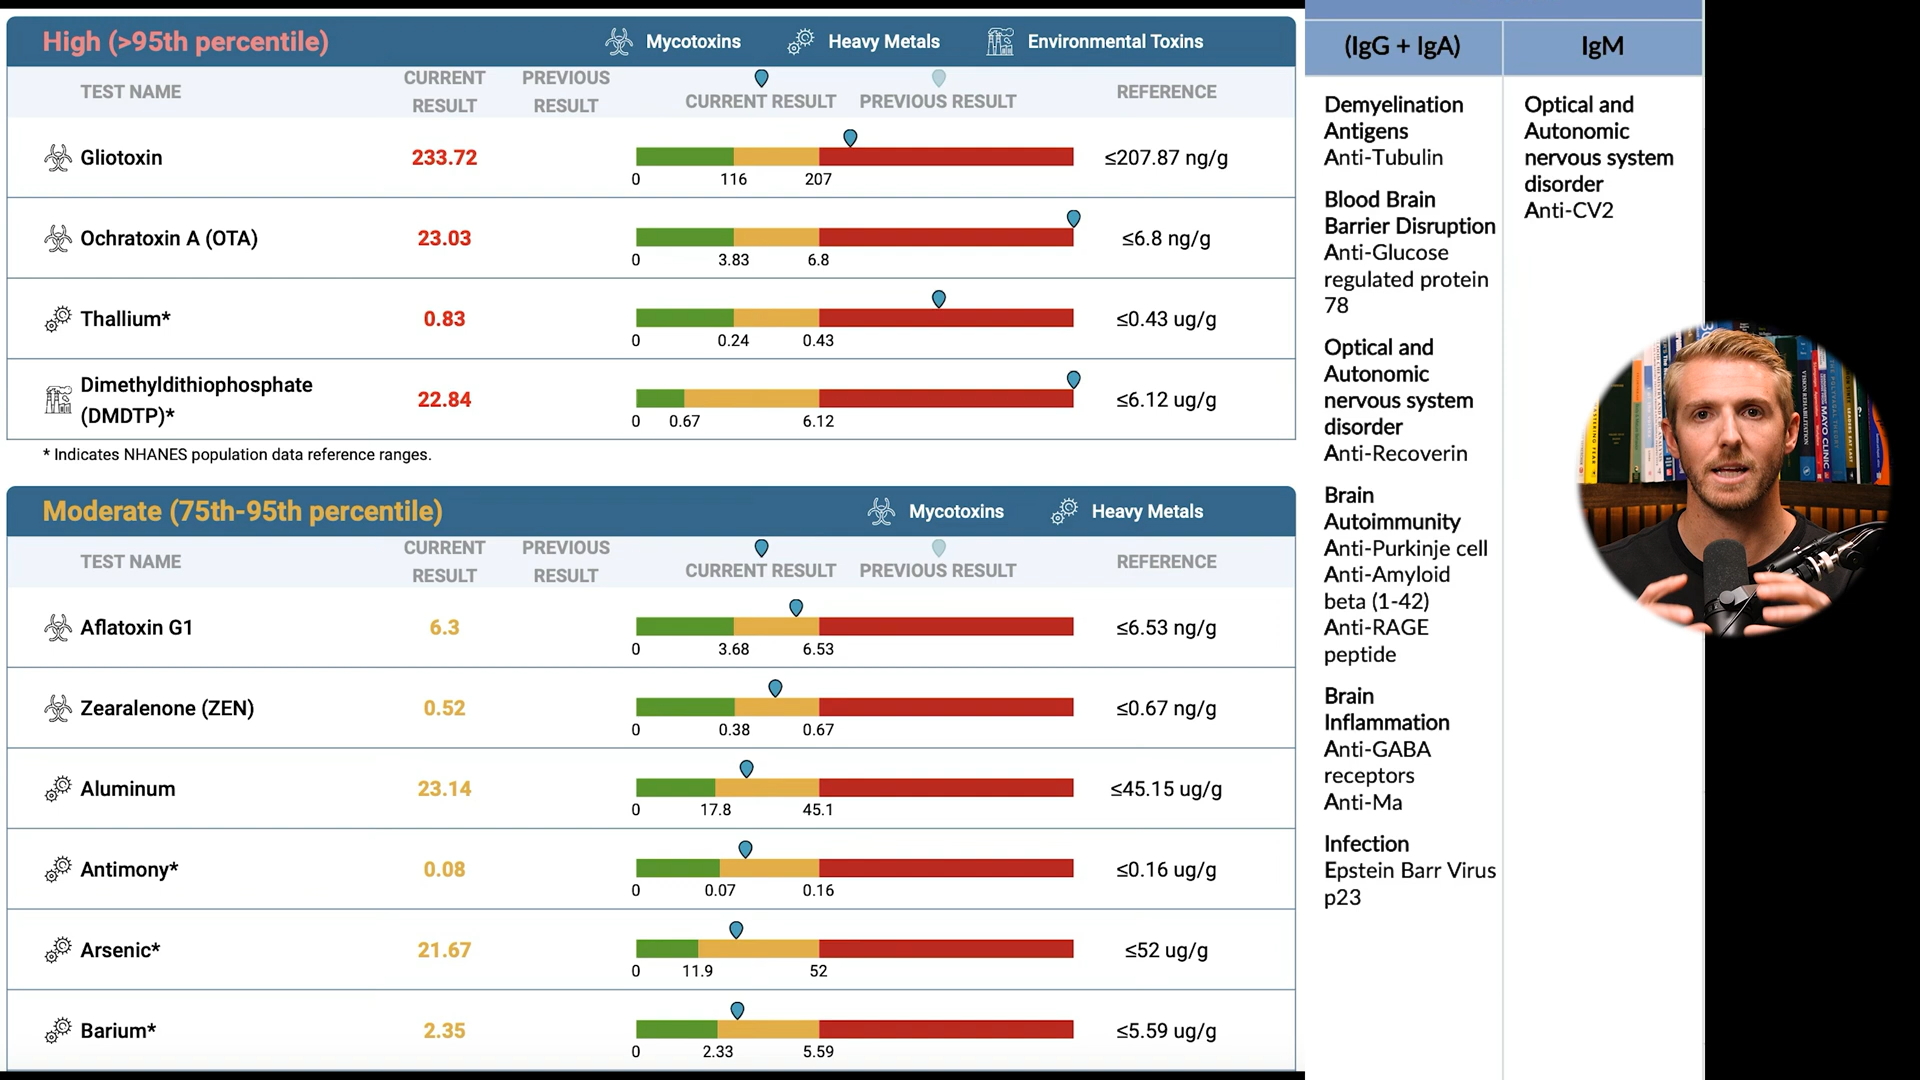 High (>95th percentile)
Mycotoxins
Heavy Metals
Environmental Toxins
TEST NAME
CURRENT RESULT
PREVIOUS RESULT
CURRENT RESULT
PREVIOUS RESULT
REFERENCE
Gliotoxin
233.72
0
116
207
≤207.87 ng/g
Ochratoxin A (OTA)
23.03
0
3.83
6.8
≤6.8 ng/g
Thallium*
0.83
0
0.24
0.43
≤0.43 ug/g
Dimethyldithiophosphate
(DMDTP)*
22.84
0
0.67
6.12
≤6.12 ug/g
* Indicates NHANES population data reference ranges.
Moderate (75th-95th percentile)
Mycotoxins
Heavy Metals
TEST NAME
CURRENT RESULT
PREVIOUS RESULT
CURRENT RESULT
PREVIOUS RESULT
REFERENCE
Aflatoxin G1
6.3
0
3.68
6.53
≤6.53 ng/g
Zearalenone (ZEN)
0.52
0
0.38
0.67
≤0.67 ng/g
Aluminum
23.14
0
17.8
45.1
≤45.15 ug/g
Antimony*
0.08
0
0.07
0.16
≤0.16 ug/g
Arsenic*
21.67
0
11.9
52
≤52 ug/g
Barium*
2.35
0
2.33
5.59
≤5.59 ug/g
(IgG + IgA)
Demyelination
Antigens
Anti-Tubulin
Blood Brain
Barrier Disruption
Anti-Glucose
regulated protein
78
Optical and
Autonomic
nervous system
disorder
Anti-Recoverin
Brain
Autoimmunity
Anti-Purkinje cell
Anti-Amyloid
beta (1-42)
Anti-RAGE
peptide
Brain
Inflammation
Anti-GABA
receptors
Anti-Ma
Infection
Epstein Barr Virus
p23
IgM
Optical and
Autonomic
nervous system
disorder
Anti-CV2
VISION REHABILITATION
MAYO CLINIC